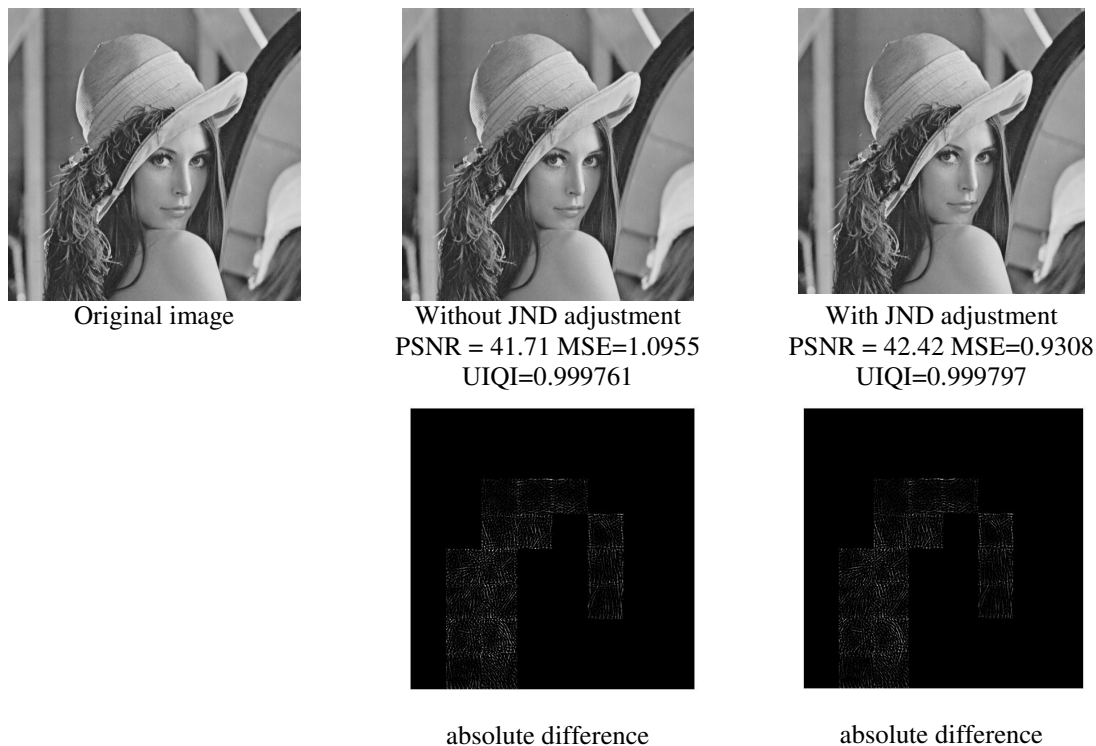 Original image
Without JND adjustment
PSNR = 41.71 MSE=1.0955
UIQI=0.999761
With JND adjustment
PSNR = 42.42 MSE=0.9308
UIQI=0.999797
absolute difference
absolute difference